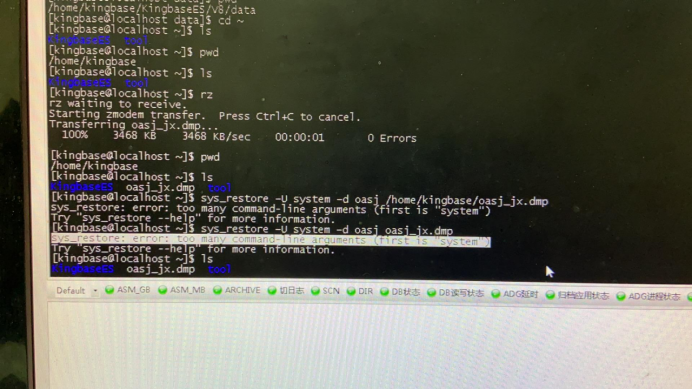 /home/kingbase/KingbaseES/V8/data
[kingbase@localhost data]$ cd ~
[kingbase@localhost ~]$ ls
KingbaseES tool
[kingbase@localhost ~]$ pwd
/home/kingbase
[kingbase@localhost ~]$ ls
KingbaseES tool
[kingbase@localhost ~]$ rz
rz waiting to receive.
Starting zmodem transfer. Press Ctrl+C to cancel.
Transferring oasj_jx.dmp...
100% 3468 KB 3468 KB/sec 00:00:01 0 Errors
[kingbase@localhost ~]$ pwd
/home/kingbase
[kingbase@localhost ~]$ ls
KingbaseES oasj_jx.dmp tool
[kingbase@localhost ~]$ sys_restore -U system -d oasj /home/kingbase/oasj_jx.dmp
sys_restore: error: too many command-line arguments (first is "system")
Try "sys_restore --help" for more information.
[kingbase@localhost ~]$ sys_restore -U system -d oasj oasj_jx.dmp
sys_restore: error: too many command-line arguments (first is "system")
Try "sys_restore --help" for more information.
[kingbase@localhost ~]$ ls
KingbaseES oasj_jx.dmp tool
Default ASM_GB ASM_MB ARCHIVE 切日志 SCN DIR DB状态 DB读写状态 ADG延时 归档应用状态 ADG进程状态